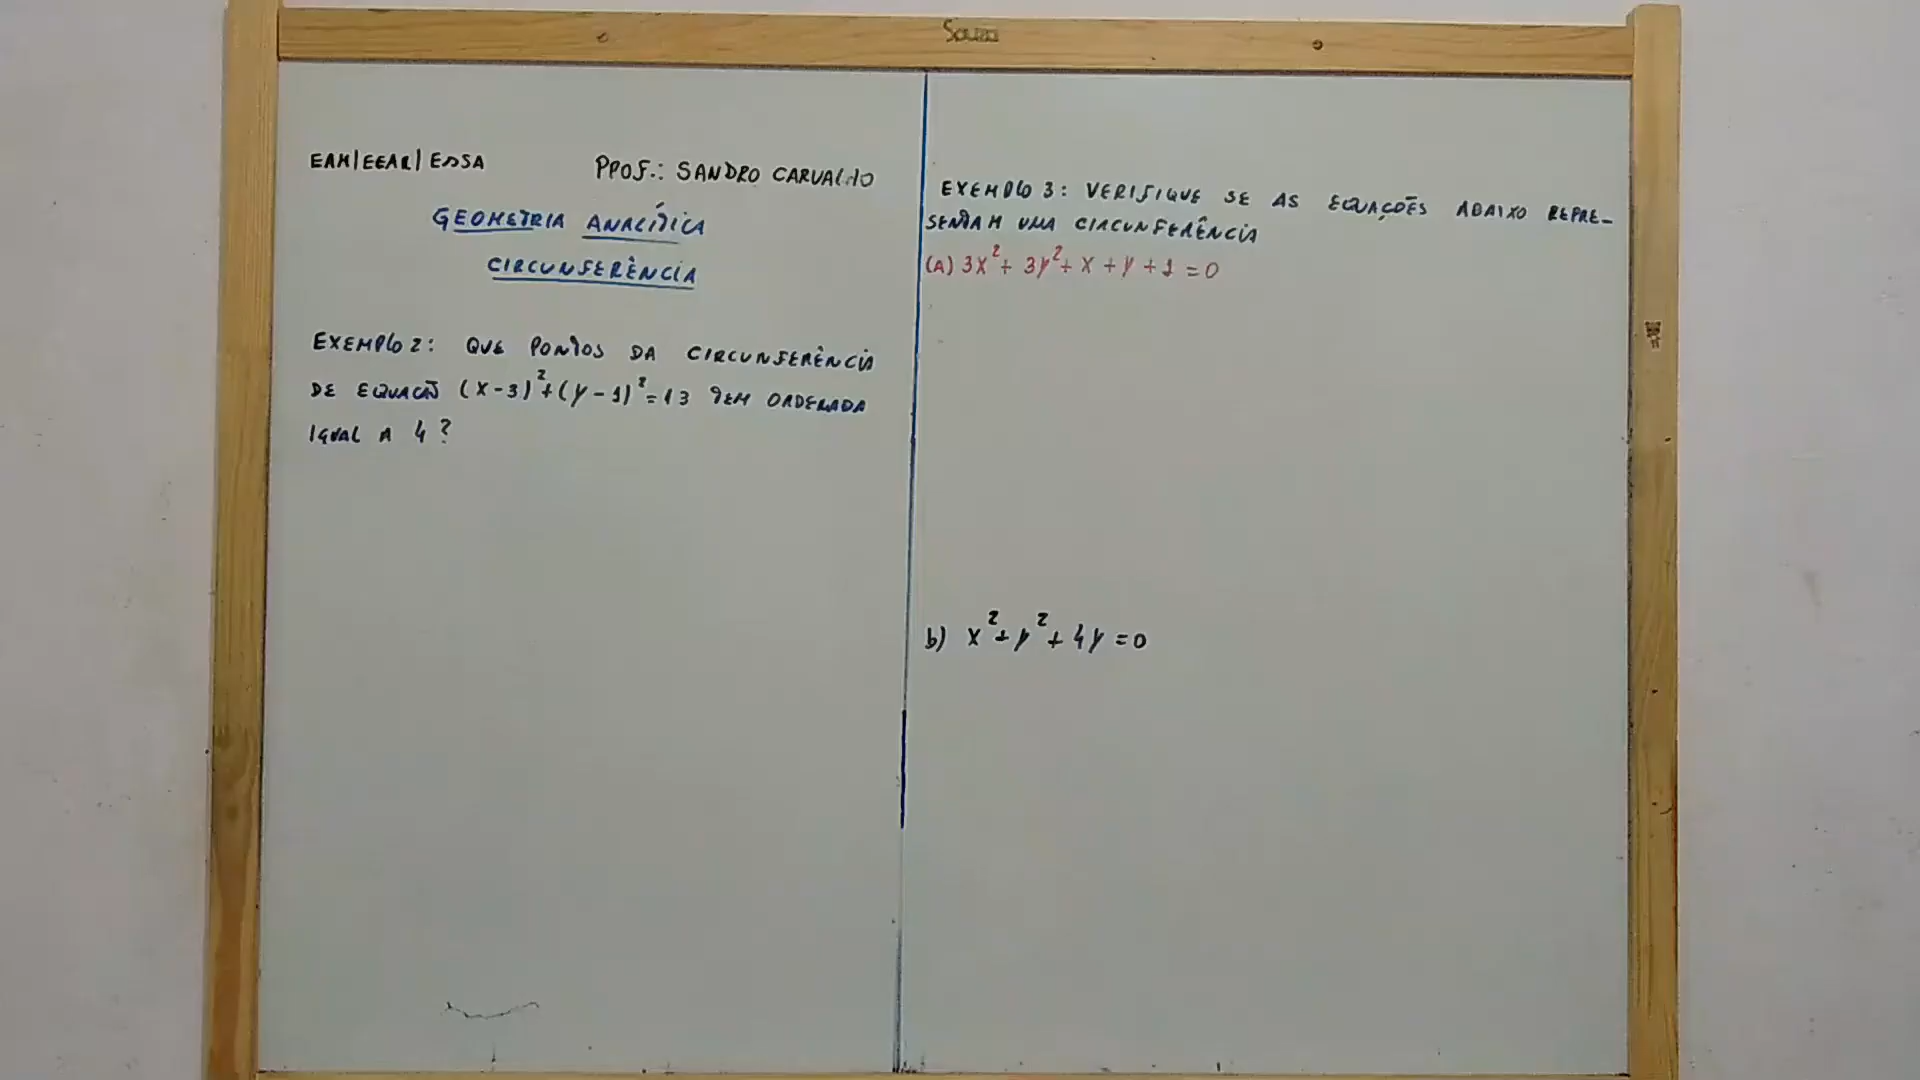 Souza
EAM|EEAR|ESSA PROF.: SANDRO CARVALHO
GEOMETRIA ANALÍTICA
CIRCUNFERÊNCIA
EXEMPLO 2: QUE PONTOS DA CIRCUNFERÊNCIA
DE EQUAÇÃO (x-3)²+(y-1)²=13 TEM ORDENADA
IGUAL A 4?
EXEMPLO 3: VERIFIQUE SE AS EQUAÇÕES ABAIXO REPRE-
SENTAM UMA CIRCUNFERÊNCIA
(A) 3x²+ 3y²+ x + y + 1 = 0
b) x²+y²+ 4y = 0